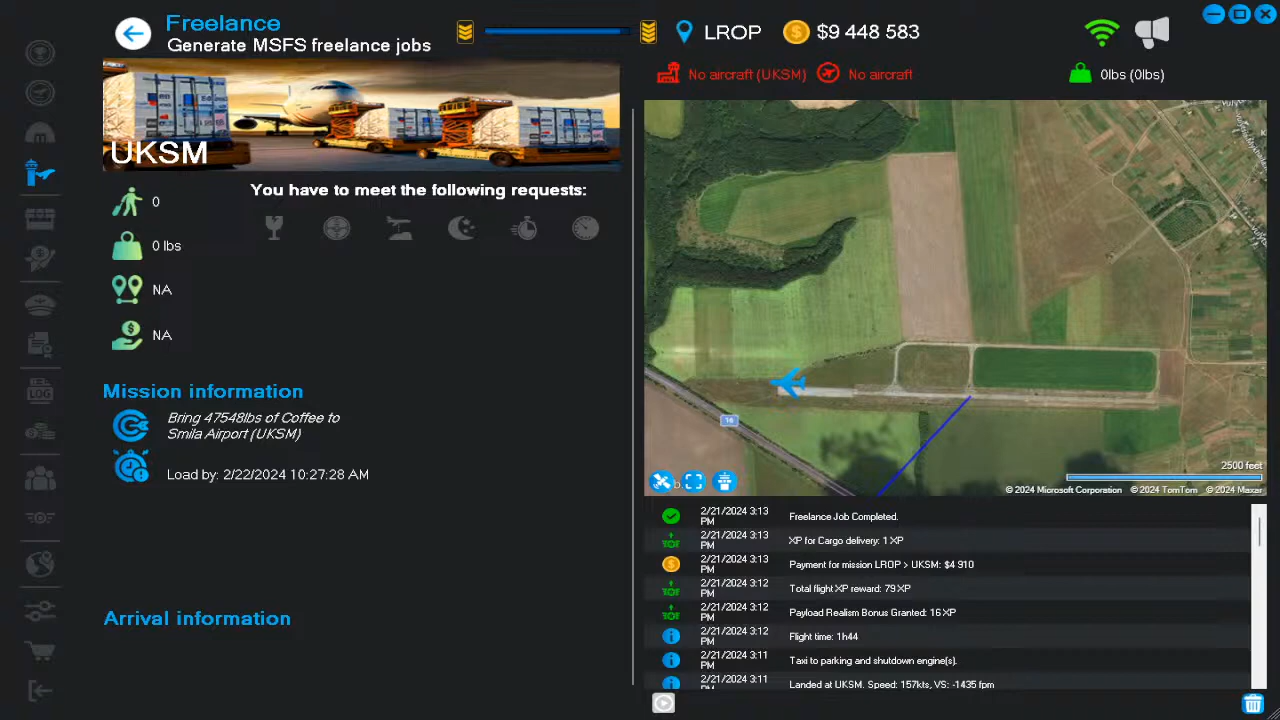 Freelance
Generate MSFS freelance jobs
LROP
$9 448 583
No aircraft (UKSM)
No aircraft
0lbs (0lbs)
UKSM
You have to meet the following requests:
0
0 lbs
NA
NA
Mission information
Bring 47548lbs of Coffee to
Smila Airport (UKSM)
Load by: 2/22/2024 10:27:28 AM
Arrival information
LOG
16
2500 feet
© 2024 Microsoft Corporation © 2024 TomTom © 2024 Maxar
2/21/2024 3:13 PM Freelance Job Completed.
2/21/2024 3:13 PM XP for Cargo delivery: 1 XP
2/21/2024 3:13 PM Payment for mission LROP > UKSM: $4 910
2/21/2024 3:12 PM Total flight XP reward: 79 XP
2/21/2024 3:12 PM Payload Realism Bonus Granted: 16 XP
2/21/2024 3:12 PM Flight time: 1h44
2/21/2024 3:11 PM Taxi to parking and shutdown engine(s).
2/21/2024 3:11 Landed at UKSM. Speed: 157kts, VS: -1435 fpm